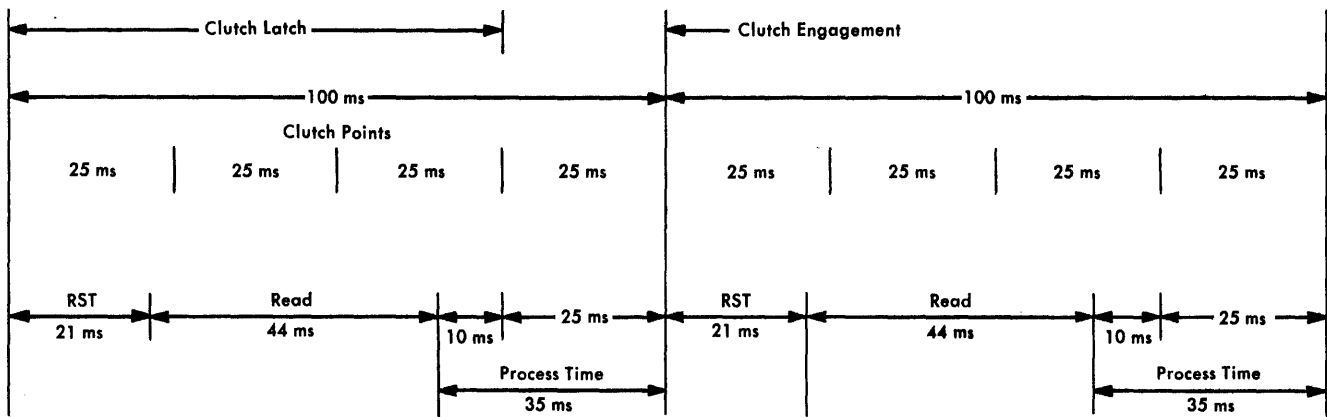 Clutch Latch Clutch Engagement
100 ms 100 ms
Clutch Points
25 ms 25 ms 25 ms 25 ms 25 ms 25 ms 25 ms 25 ms
RST Read RST Read
21 ms 44 ms 10 ms 25 ms 21 ms 44 ms 10 ms 25 ms
Process Time Process Time
35 ms 35 ms